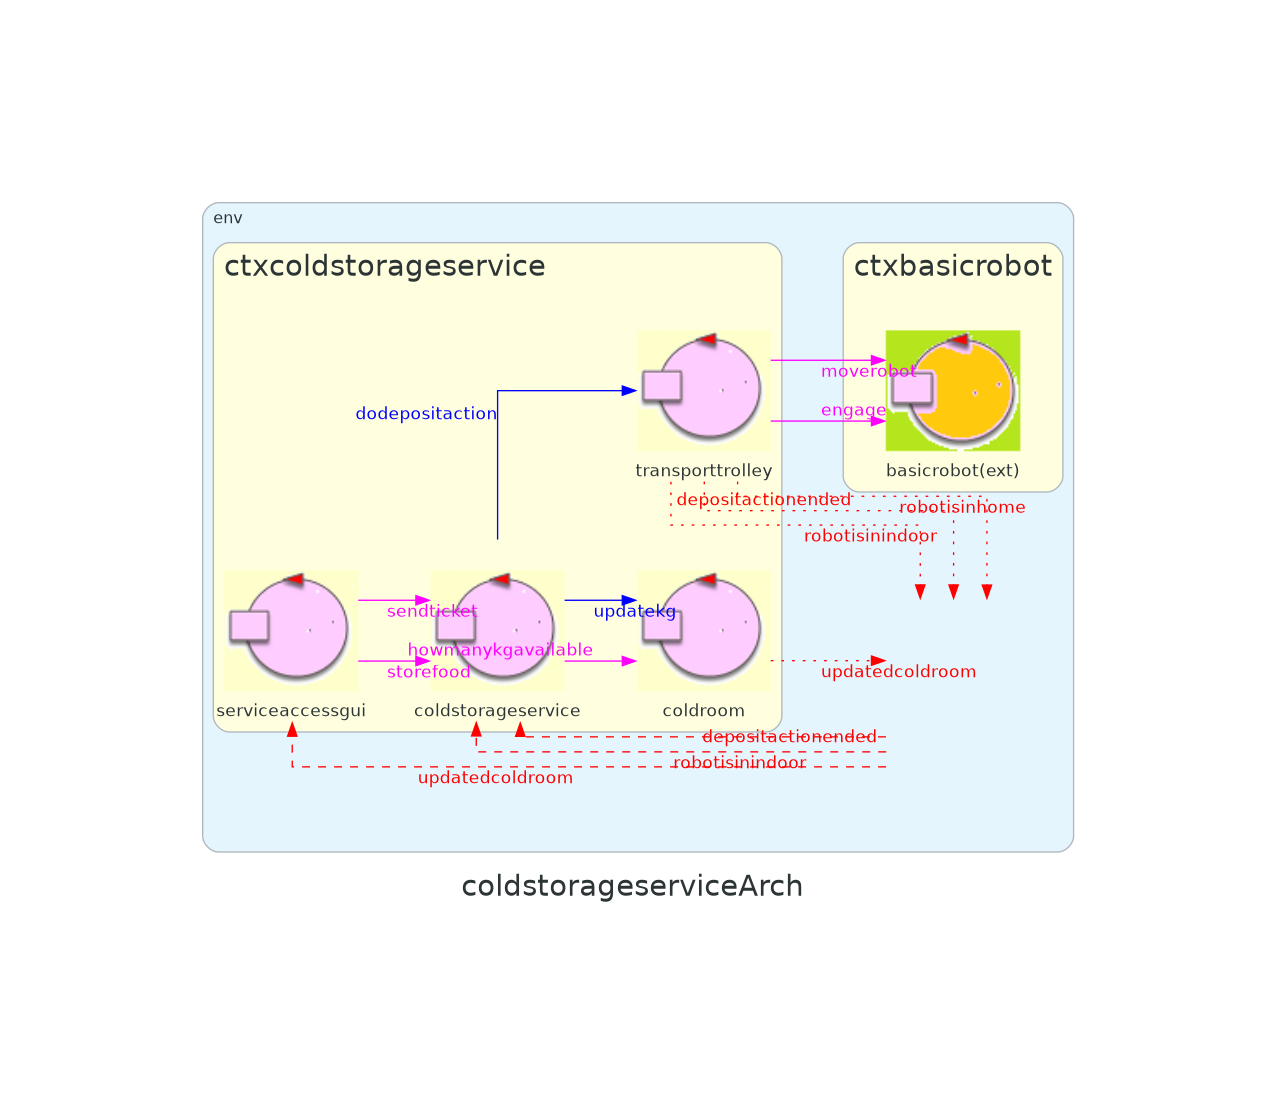 env
ctxcoldstorageservice
ctxbasicrobot
moverobot
dodepositaction
engage
transporttrolley
basicrobot(ext)
depositactionended
robotisinhome
robotisinindoor
sendticket
updatekg
howmanykgavailable
storefood
updatedcoldroom
serviceaccessgui
coldstorageservice
coldroom
depositactionended
robotisinindoor
updatedcoldroom
coldstorageserviceArch